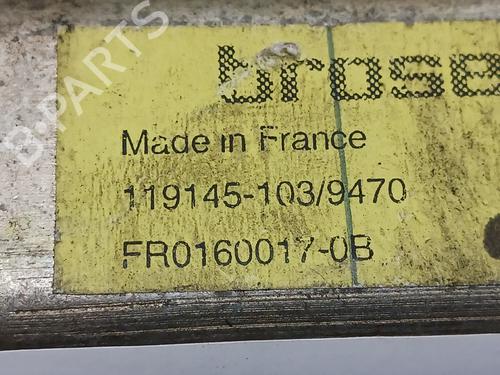 B-PARTS
brose
Made in France
119145-103/9470
FR0160017-0B